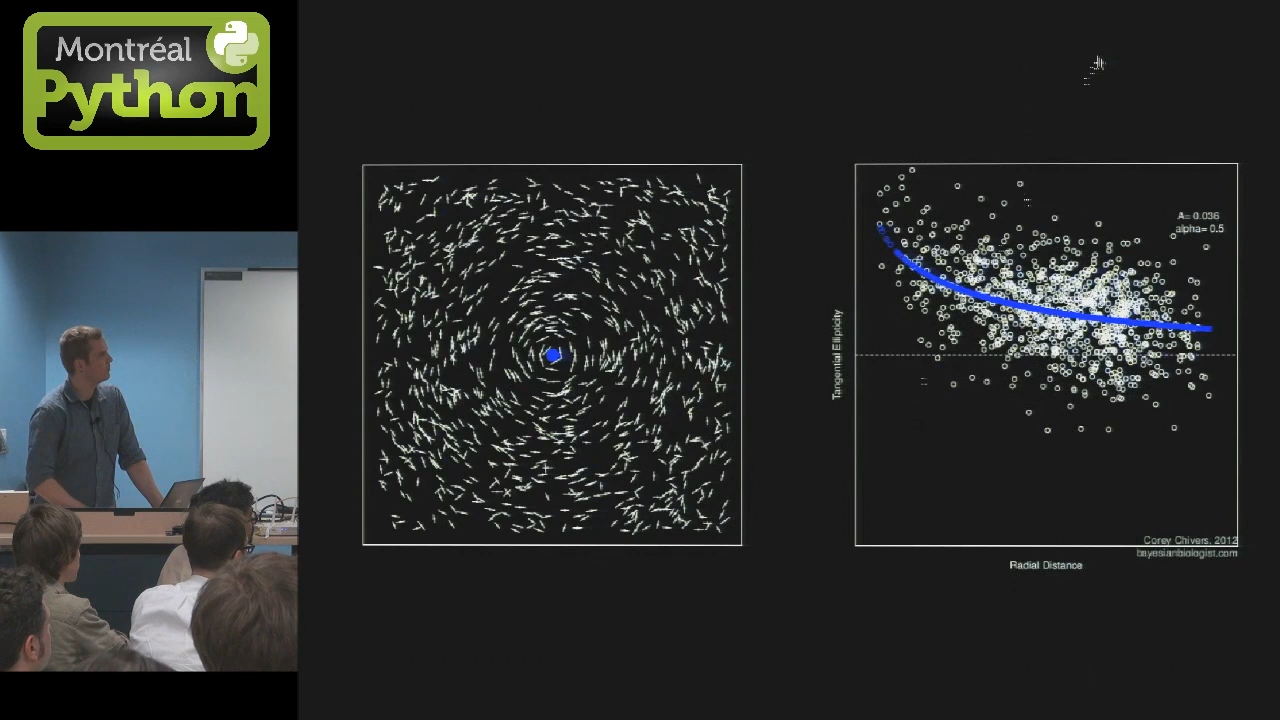 Montréal
Python
A= 0.036
alpha= 0.5
Tangential Ellipticity
Radial Distance
Corey Chivers, 2012
bayesianbiologist.com